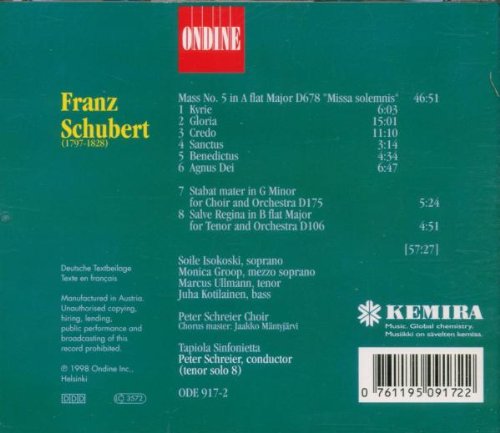 ONDINE
Franz
Schubert
(1797-1828)
Mass No. 5 in A flat Major D678 "Missa solemnis" 46:51
1 Kyrie 6:03
2 Gloria 15:01
3 Credo 11:10
4 Sanctus 3:14
5 Benedictus 4:34
6 Agnus Dei 6:47
7 Stabat mater in G Minor
for Choir and Orchestra D175 5:24
8 Salve Regina in B flat Major
for Tenor and Orchestra D106 4:51
[57:27]
Soile Isokoski, soprano
Monica Groop, mezzo soprano
Marcus Ullmann, tenor
Juha Kotilainen, bass
Peter Schreier Choir
Chorus master: Jaakko Mäntyjärvi
Tapiola Sinfonietta
Peter Schreier, conductor
(tenor solo 8)
ODE 917-2
Deutsche Textbeilage
Texte en français
Manufactured in Austria.
Unauthorised copying,
hiring, lending,
public performance and
broadcasting of this
record prohibited.
℗ 1998 Ondine Inc.,
Helsinki
DDD
LC 3572
KEMIRA
Music. Global chemistry.
Musiikki on sävelten kemiaa.
0 761195 091722